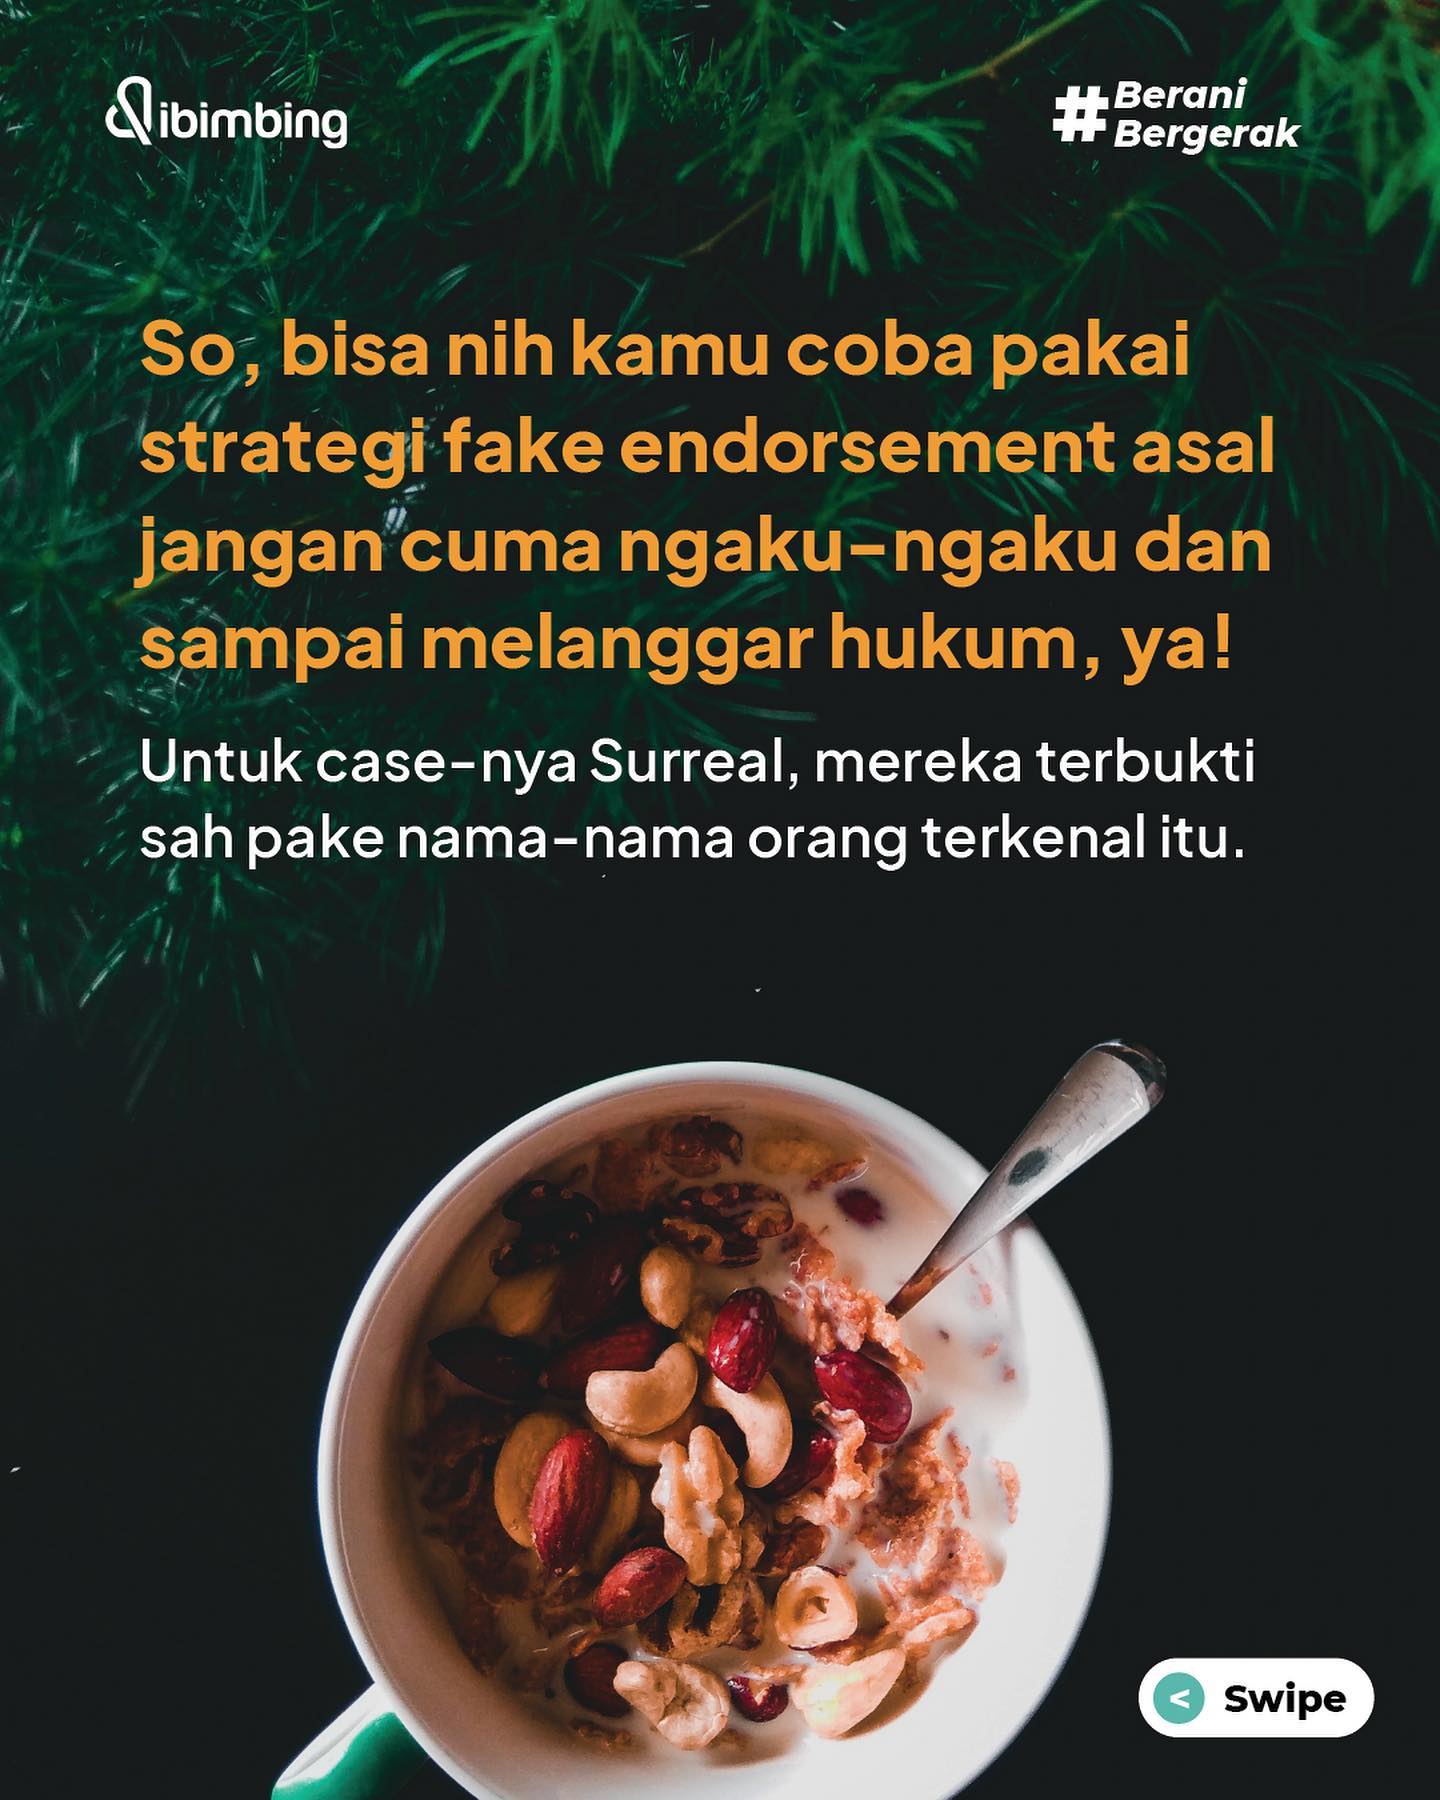 ibimbing
#Berani
Bergerak
So, bisa nih kamu coba pakai
strategi fake endorsement asal
jangan cuma ngaku-ngaku dan
sampai melanggar hukum, ya!
Untuk case-nya Surreal, mereka terbukti
sah pake nama-nama orang terkenal itu.
< Swipe